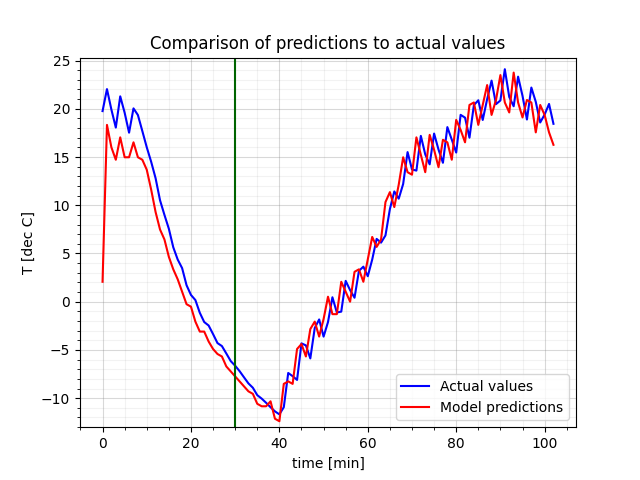 Comparison of predictions to actual values
T [dec C]
25
20
15
10
5
0
−5
−10
0 20 40 60 80 100
time [min]
Actual values
Model predictions